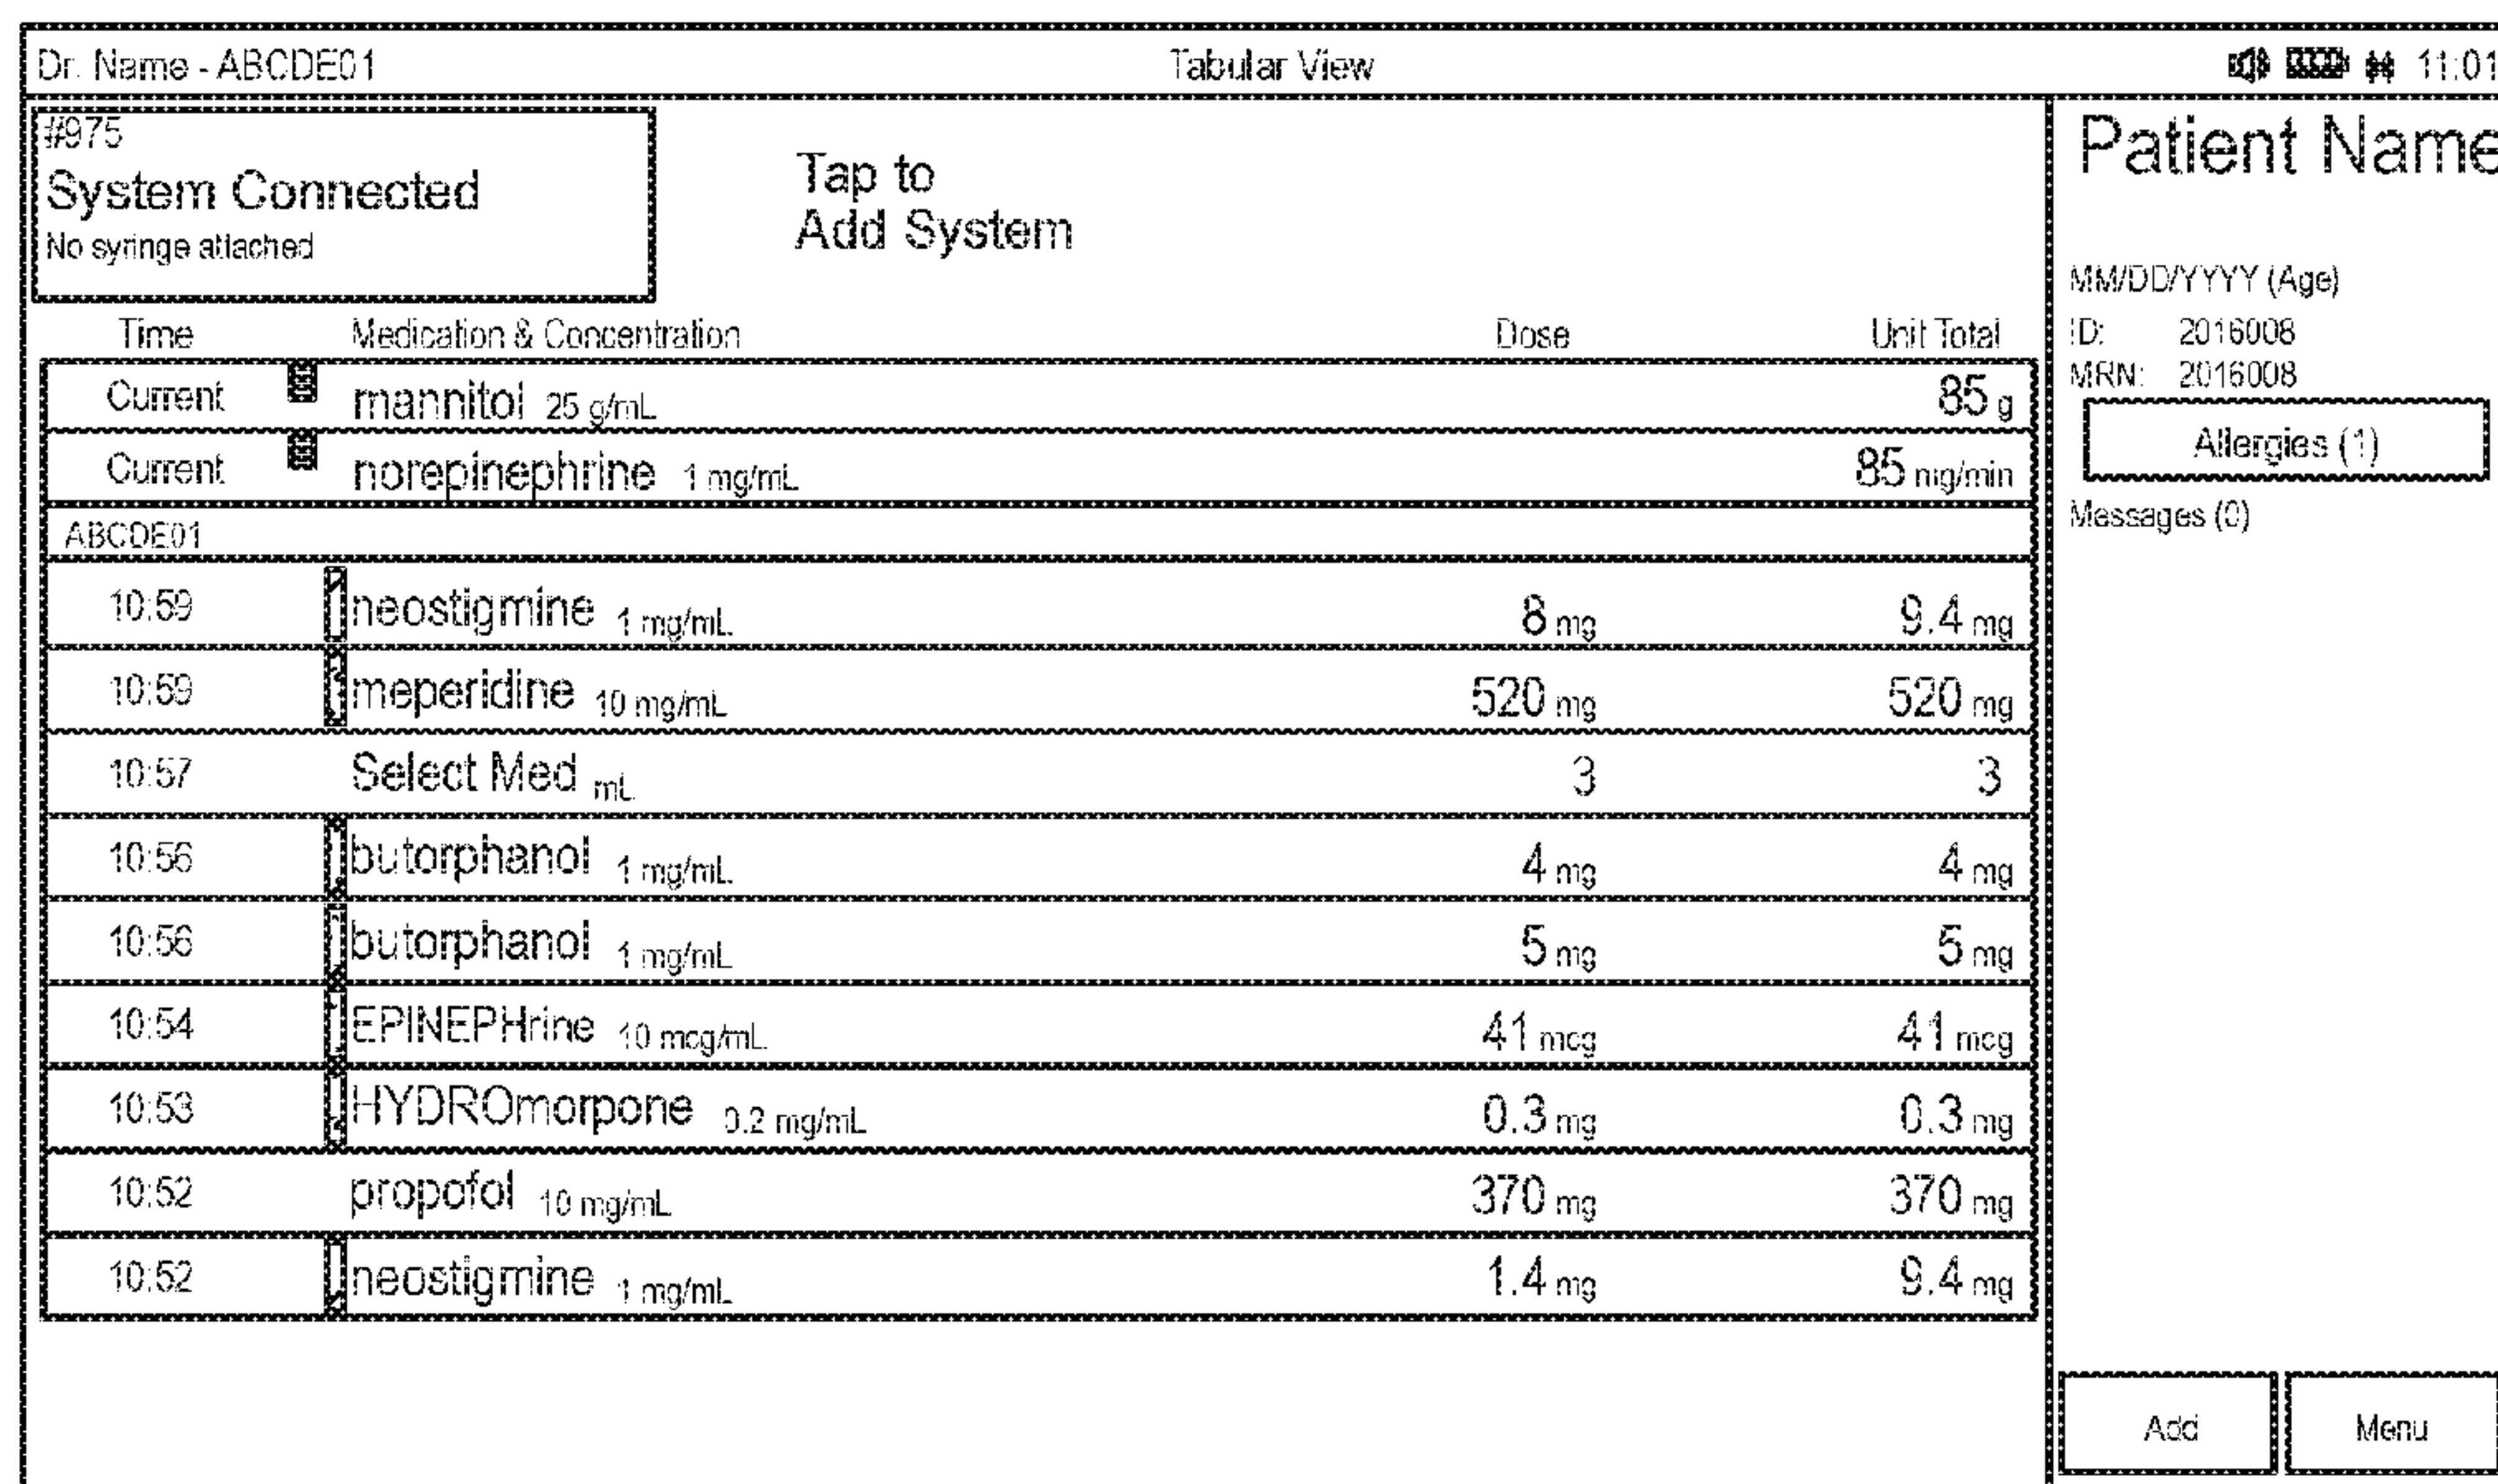 Dr. Name - ABCDE01 Tabular View 11:01
#975
System Connected
No syringe attached
Tap to
Add System
Time Medication & Concentration Dose Unit Total
Current mannitol 25 g/mL 85 g
Current norepinephrine 1 mg/mL 85 mg/min
ABCDE01
10:59 neostigmine 1 mg/mL 8 mg 9.4 mg
10:59 meperidine 10 mg/mL 520 mg 520 mg
10:57 Select Med mL 3 3
10:56 butorphanol 1 mg/mL 4 mg 4 mg
10:56 butorphanol 1 mg/mL 5 mg 5 mg
10:54 EPINEPHrine 10 mcg/mL 41 mcg 41 mcg
10:53 HYDROmorpone 0.2 mg/mL 0.3 mg 0.3 mg
10:52 propofol 10 mg/mL 370 mg 370 mg
10:52 neostigmine 1 mg/mL 1.4 mg 9.4 mg
Patient Name
MM/DD/YYYY (Age)
ID: 2016008
MRN: 2016008
Allergies (1)
Messages (0)
Add Menu